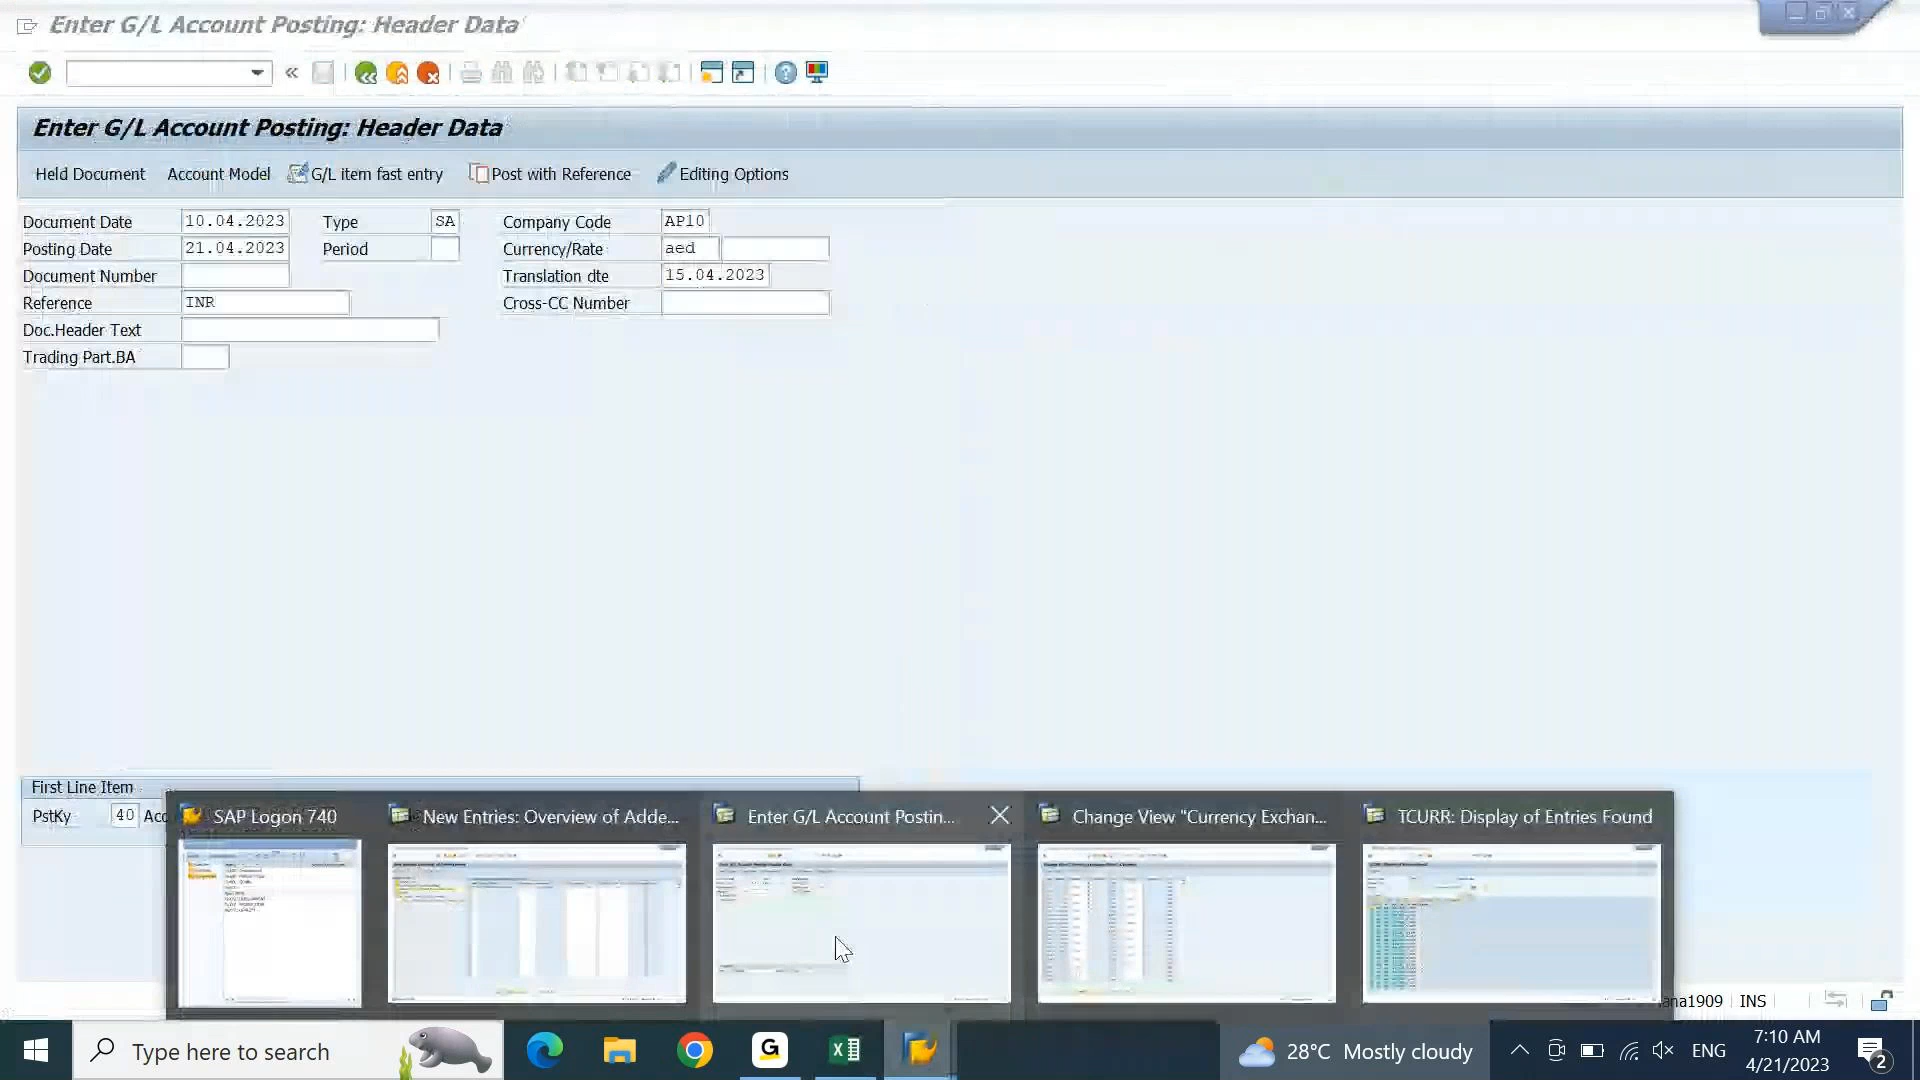 Enter G/L Account Posting: Header Data
Enter G/L Account Posting: Header Data
Held Document Account Model G/L item fast entry Post with Reference Editing Options
Document Date 10.04.2023 Type SA Company Code AP10
Posting Date 21.04.2023 Period Currency/Rate aed
Document Number Translation dte 15.04.2023
Reference INR Cross-CC Number
Doc.Header Text
Trading Part.BA
First Line Item
PstKy 40 Acc
SAP Logon 740 New Entries: Overview of Adde... Enter G/L Account Postin... Change View "Currency Exchan... TCURR: Display of Entries Found
ana1909 INS
Type here to search
G
28°C Mostly cloudy
ENG
7:10 AM
4/21/2023
2